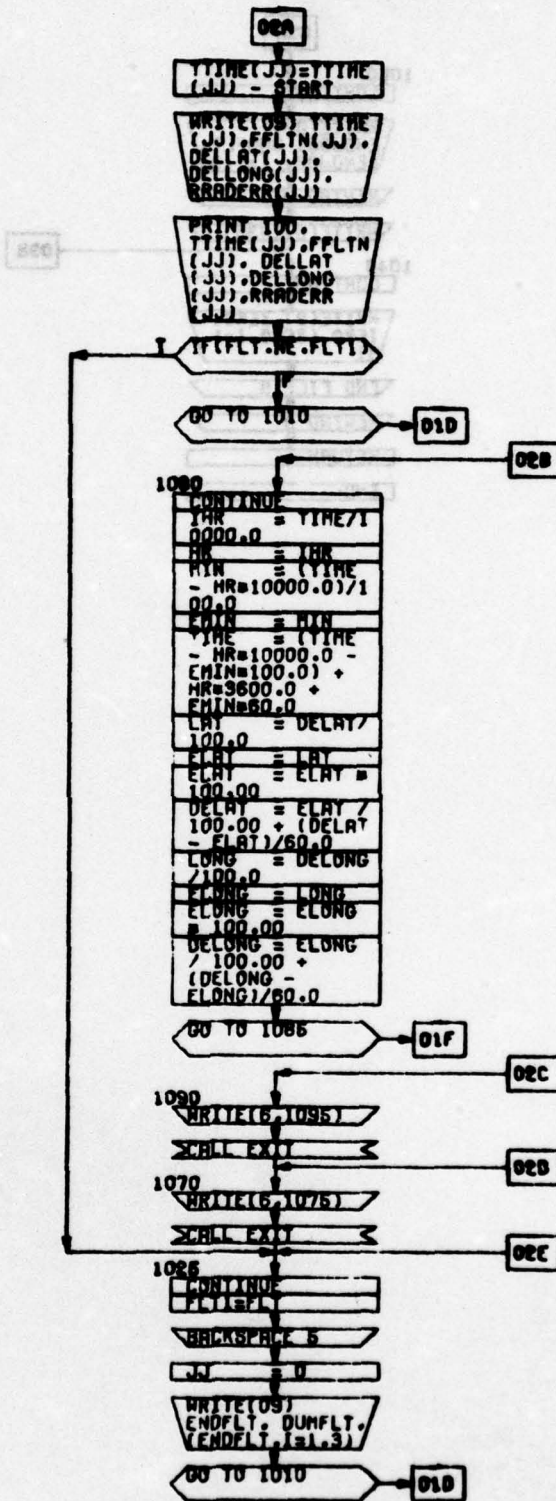 02A
TTIME(JJ)=TTIME
(JJ) - START
WRITE(09) TTIME
(JJ),FFLTN(JJ),
DELLAT(JJ),
DELLONG(JJ),
RRADERR(JJ)
PRINT 100,
TTIME(JJ),FFLTN
(JJ), DELLAT
(JJ),DELLONG
(JJ),RRADERR
(JJ)
T
IF(FLT.NE.FLT1)
F
GO TO 1010
01D
02B
1080
CONTINUE
IHR = TIME/1
0000.0
HR = IHR
MIN = (TIME
- HR*10000.0)/1
00.0
EMIN = MIN
TIME = (TIME
- HR*10000.0 -
EMIN*100.0) +
HR*3600.0 +
EMIN*60.0
LAT = DELAT/
100.0
ELAT = LAT
ELAT = ELAT *
100.00
DELAT = ELAT /
100.00 + (DELAT
- ELAT)/60.0
LONG = DELONG
/100.0
ELONG = LONG
ELONG = ELONG
* 100.00
DELONG = ELONG
/ 100.00 +
(DELONG -
ELONG)/60.0
GO TO 1086
01F
02C
1090
WRITE(6,1095)
CALL EXIT
02D
1070
WRITE(6,1075)
CALL EXIT
02E
1025
CONTINUE
FLT1=FLT
BACKSPACE 5
JJ = 0
WRITE(09)
ENDFLT, DUMFLT,
(ENDFLT,I=1,3)
GO TO 1010
01D